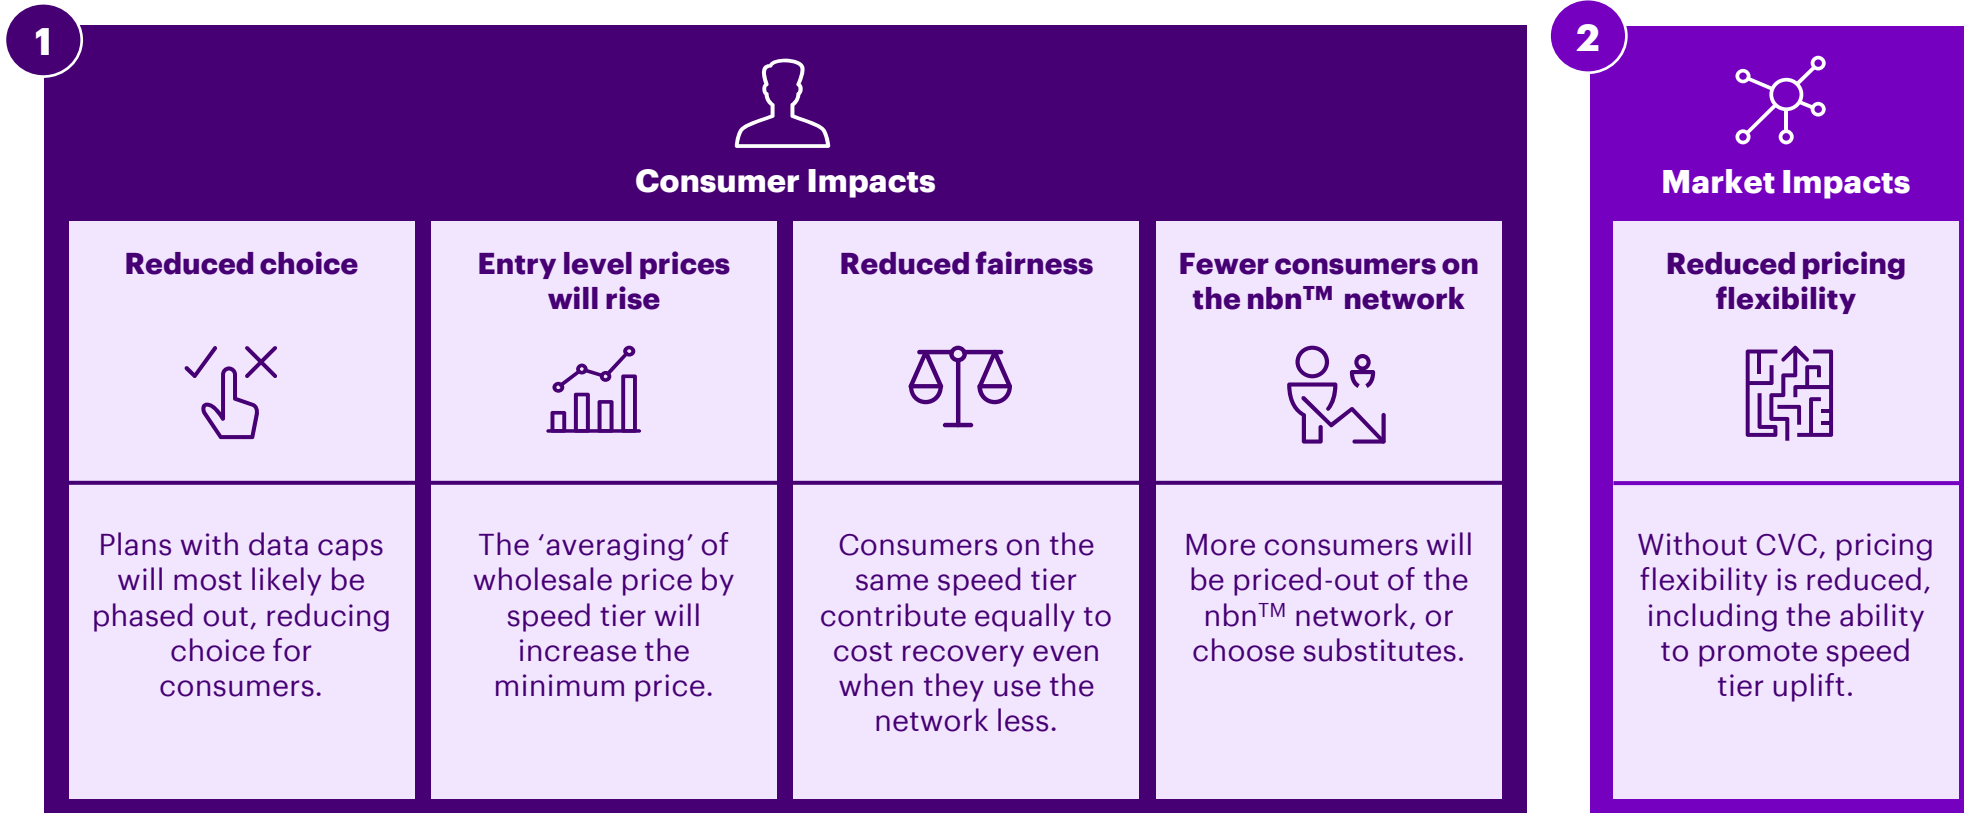 1
Consumer Impacts
Reduced choice
Plans with data caps
will most likely be
phased out, reducing
choice for
consumers.
Entry level prices
will rise
The ‘averaging’ of
wholesale price by
speed tier will
increase the
minimum price.
Reduced fairness
Consumers on the
same speed tier
contribute equally to
cost recovery even
when they use the
network less.
Fewer consumers on
the nbn™ network
More consumers will
be priced-out of the
nbn™ network, or
choose substitutes.
2
Market Impacts
Reduced pricing
flexibility
Without CVC, pricing
flexibility is reduced,
including the ability
to promote speed
tier uplift.